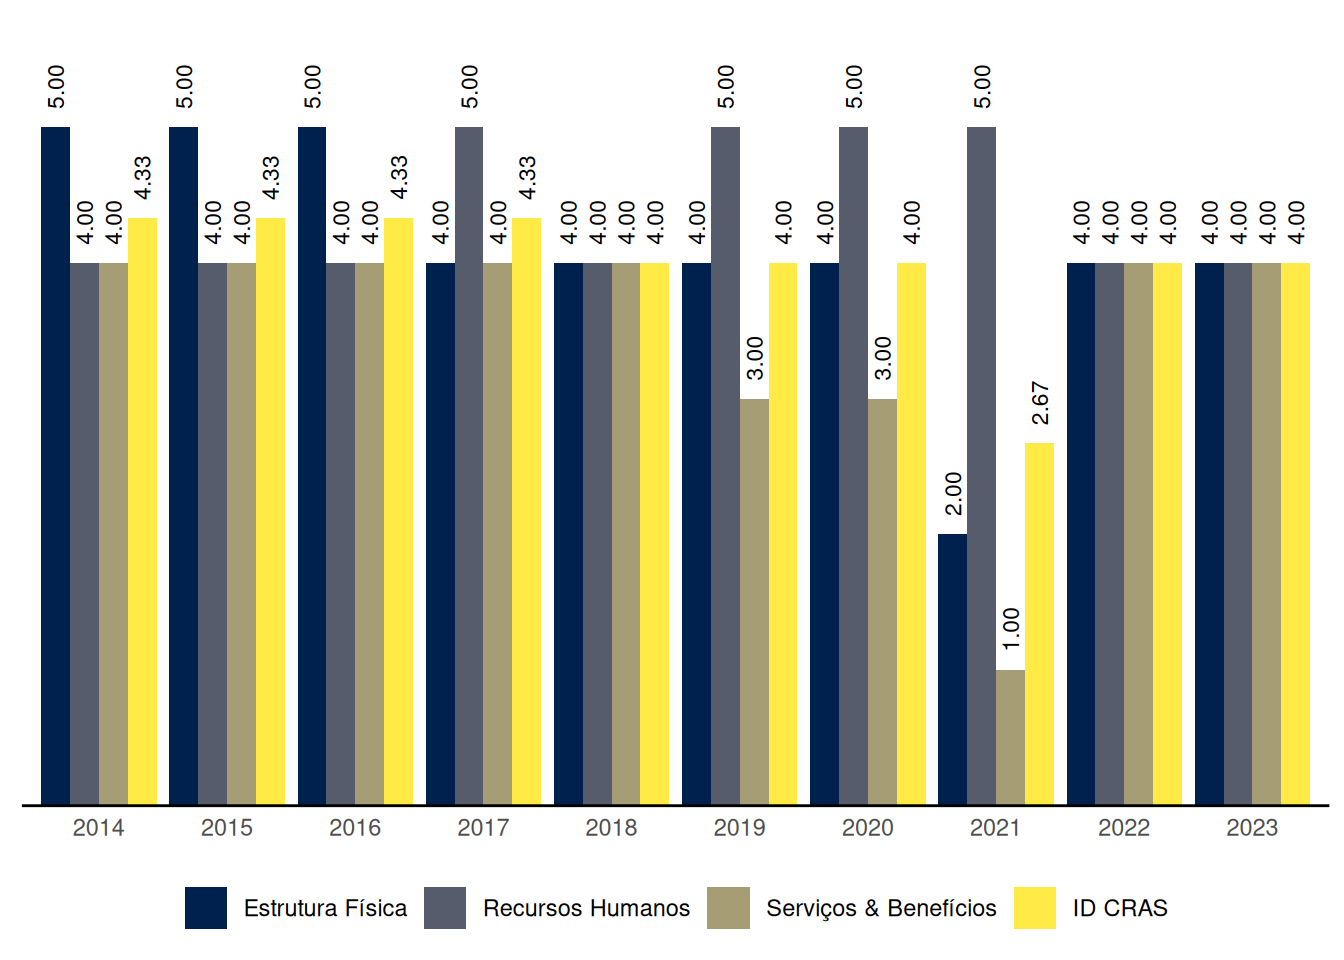 5.00 4.00 4.00 4.33 5.00 4.00 4.00 4.33 5.00 4.00 4.00 4.33 4.00 5.00 4.00 4.33 4.00 4.00 4.00 4.00 4.00 5.00 3.00 4.00 4.00 5.00 3.00 4.00 2.00 5.00 1.00 2.67 4.00 4.00 4.00 4.00 4.00 4.00 4.00 4.00
2014 2015 2016 2017 2018 2019 2020 2021 2022 2023
Estrutura Física Recursos Humanos Serviços & Benefícios ID CRAS